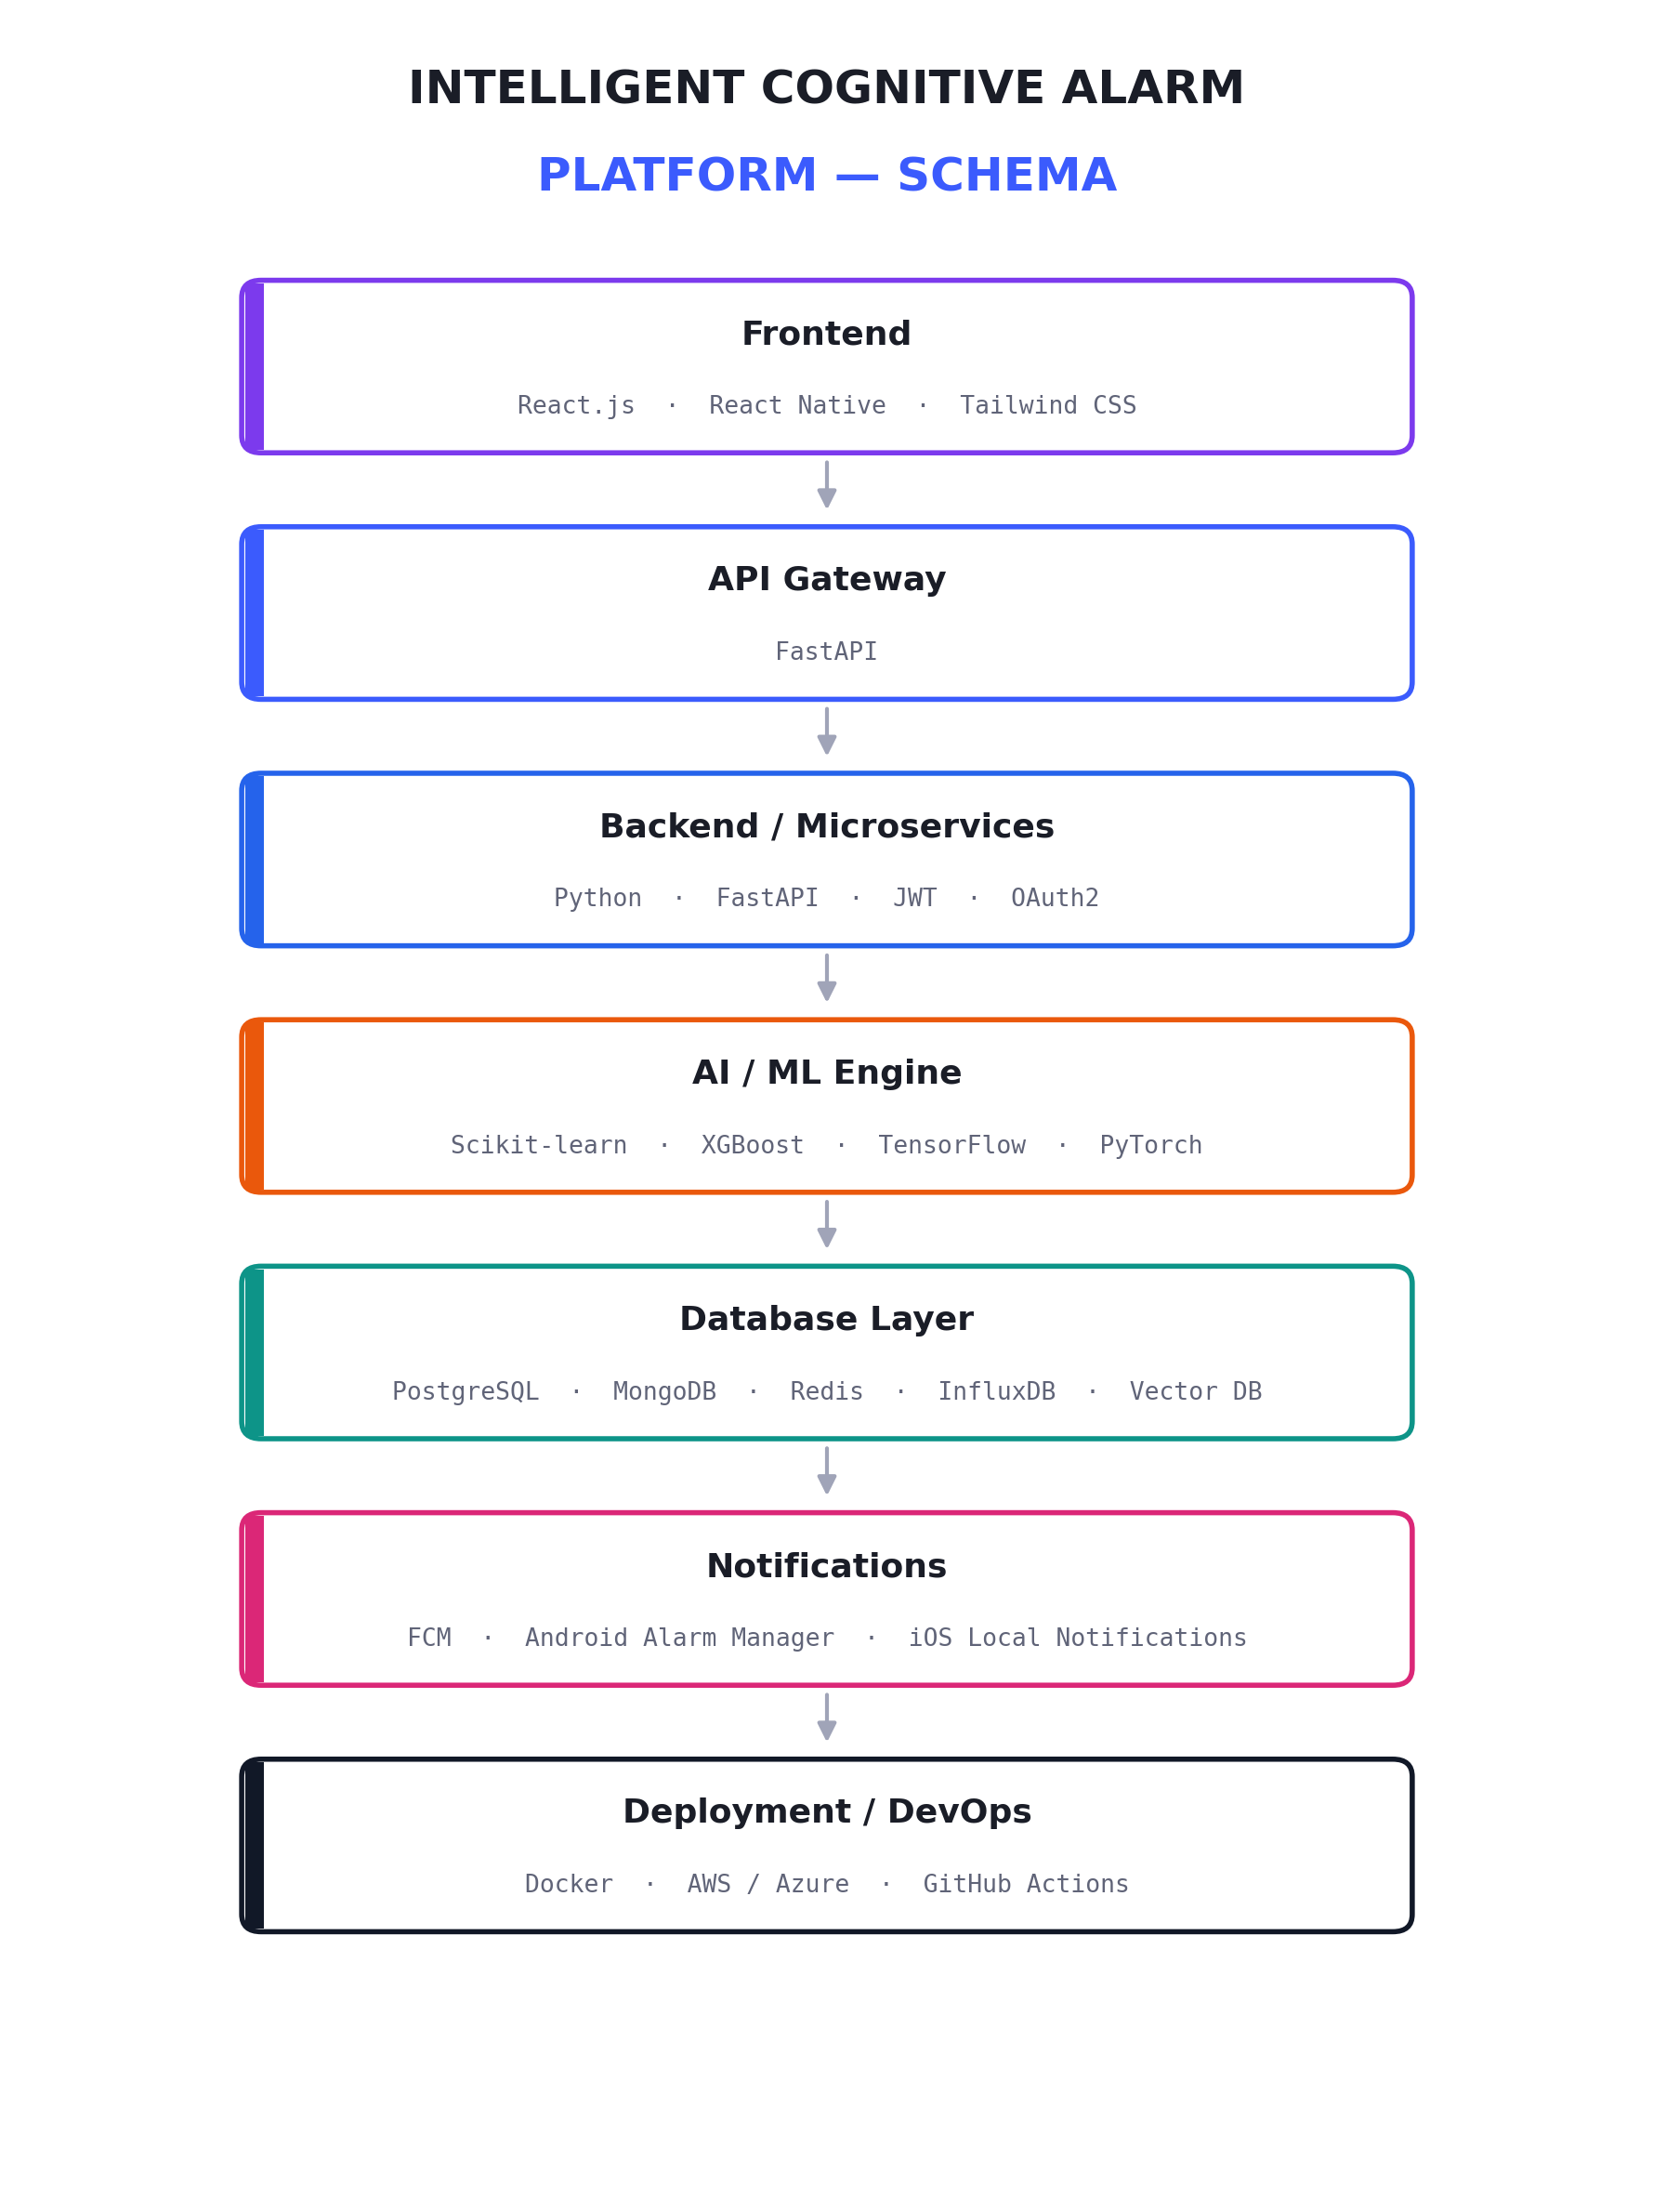 INTELLIGENT COGNITIVE ALARM
PLATFORM — SCHEMA
Frontend
React.js · React Native · Tailwind CSS
API Gateway
FastAPI
Backend / Microservices
Python · FastAPI · JWT · OAuth2
AI / ML Engine
Scikit-learn · XGBoost · TensorFlow · PyTorch
Database Layer
PostgreSQL · MongoDB · Redis · InfluxDB · Vector DB
Notifications
FCM · Android Alarm Manager · iOS Local Notifications
Deployment / DevOps
Docker · AWS / Azure · GitHub Actions